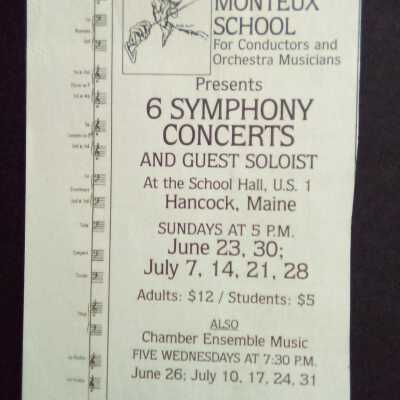 MONTEUX
SCHOOL
For Conductors and
Orchestra Musicians
Presents
6 SYMPHONY
CONCERTS
AND GUEST SOLOIST
At the School Hall, U.S. 1
Hancock, Maine
SUNDAYS AT 5 P.M.
June 23, 30;
July 7, 14, 21, 28
Adults: $12 / Students: $5
ALSO
Chamber Ensemble Music
FIVE WEDNESDAYS AT 7:30 P.M.
June 26; July 10, 17, 24, 31